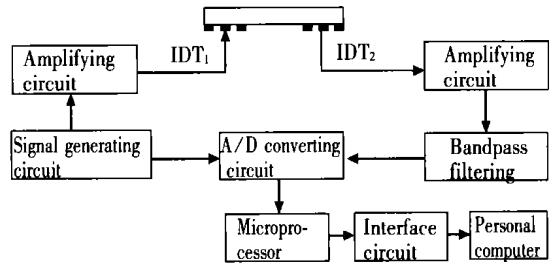 IDT₁
IDT₂
Amplifying
circuit
Amplifying
circuit
Signal generating
circuit
A/D converting
circuit
Bandpass
filtering
Micropro-
cessor
Interface
circuit
Personal
computer